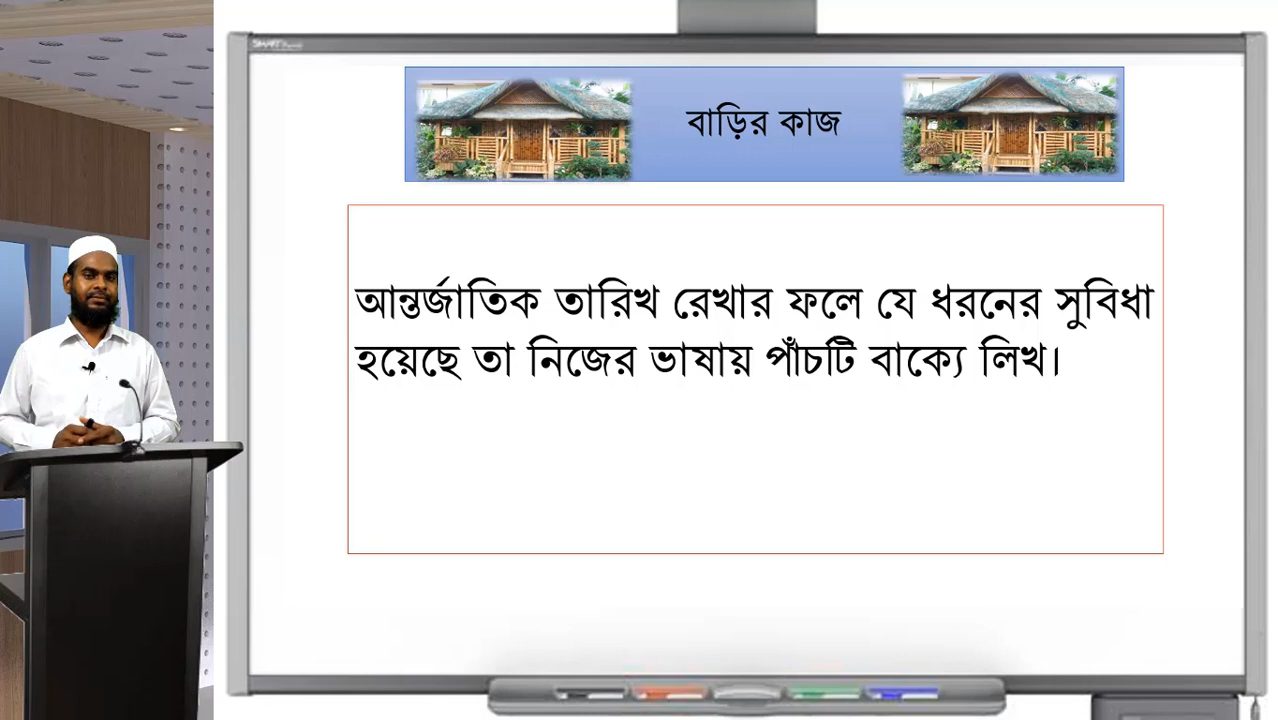 বাড়ির কাজ
আন্তর্জাতিক তারিখ রেখার ফলে যে ধরনের সুবিধা
হয়েছে তা নিজের ভাষায় পাঁচটি বাক্যে লিখ।